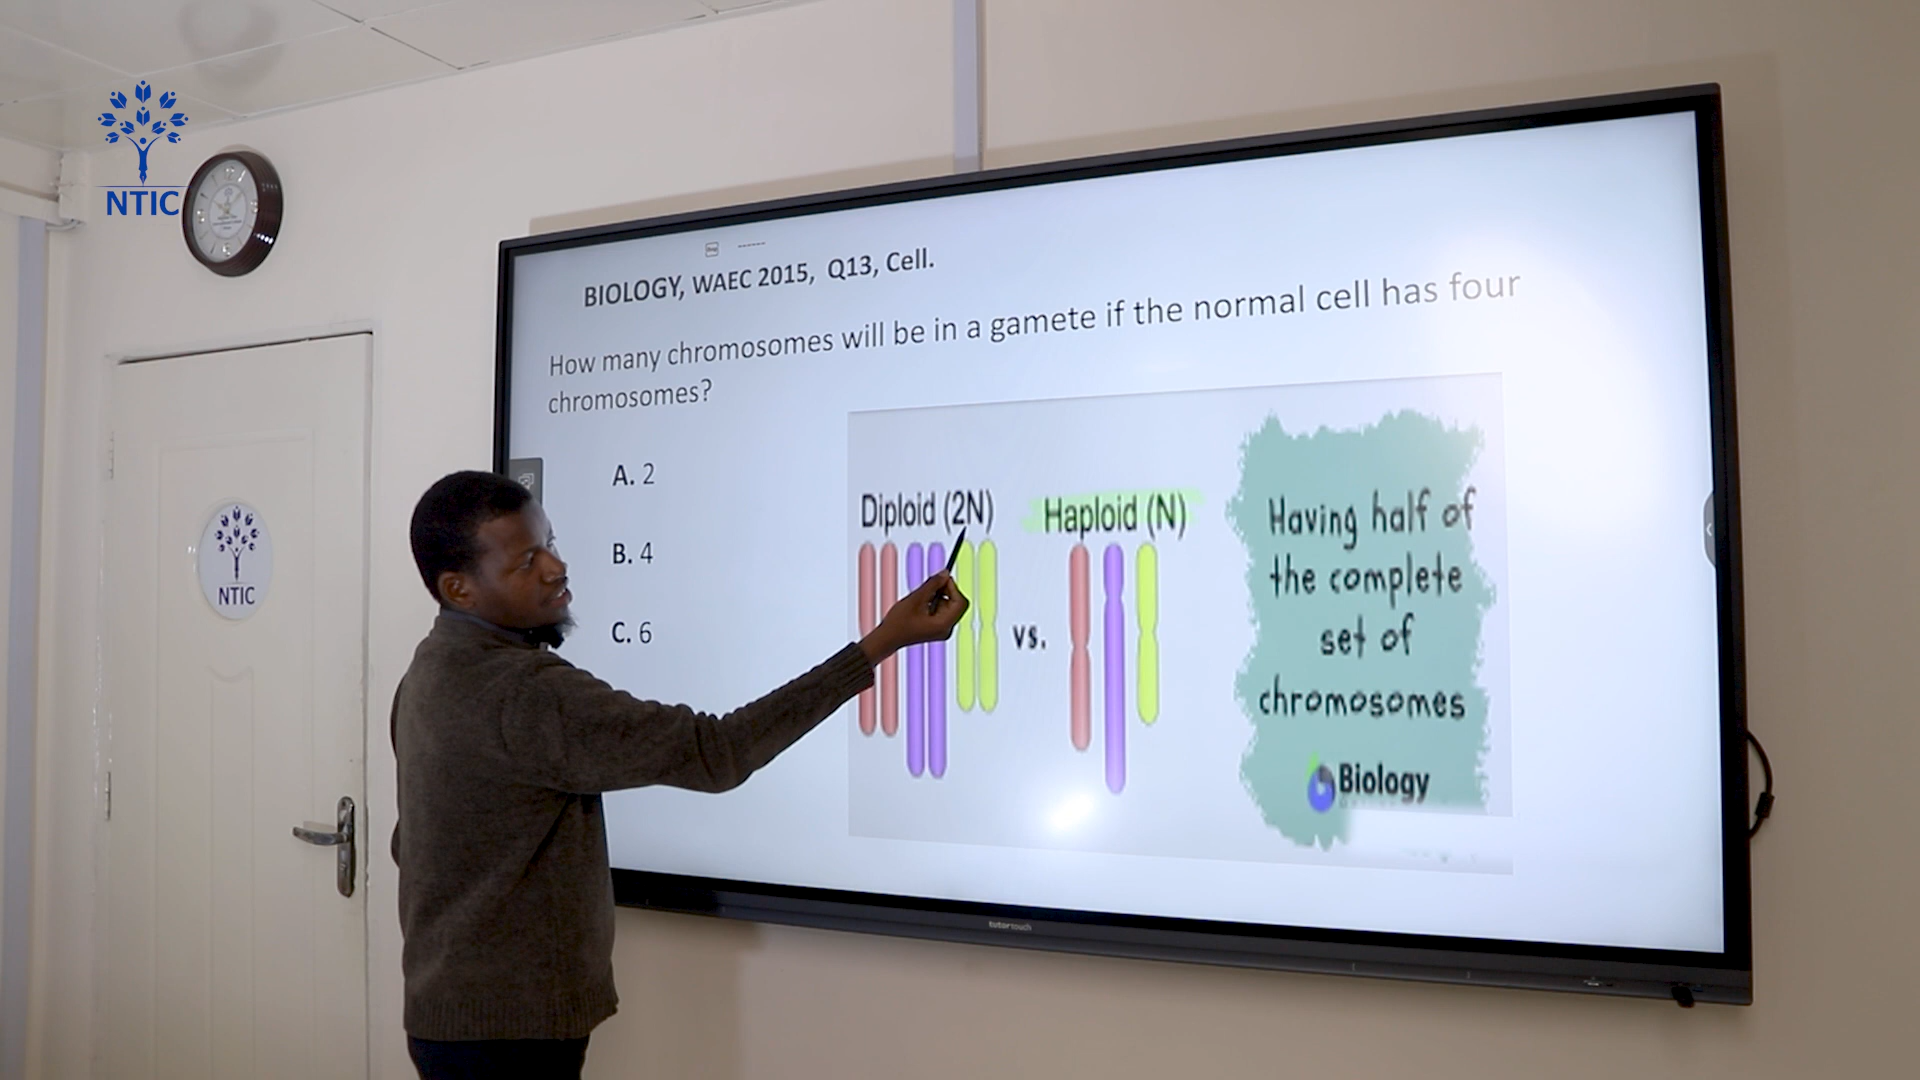 NTIC
BIOLOGY, WAEC 2015, Q13, Cell.
How many chromosomes will be in a gamete if the normal cell has four
chromosomes?
A. 2
B. 4
C. 6
Diploid (2N)
vs.
Haploid (N)
Having half of
the complete
set of
chromosomes
Biology
NTIC
tutortouch